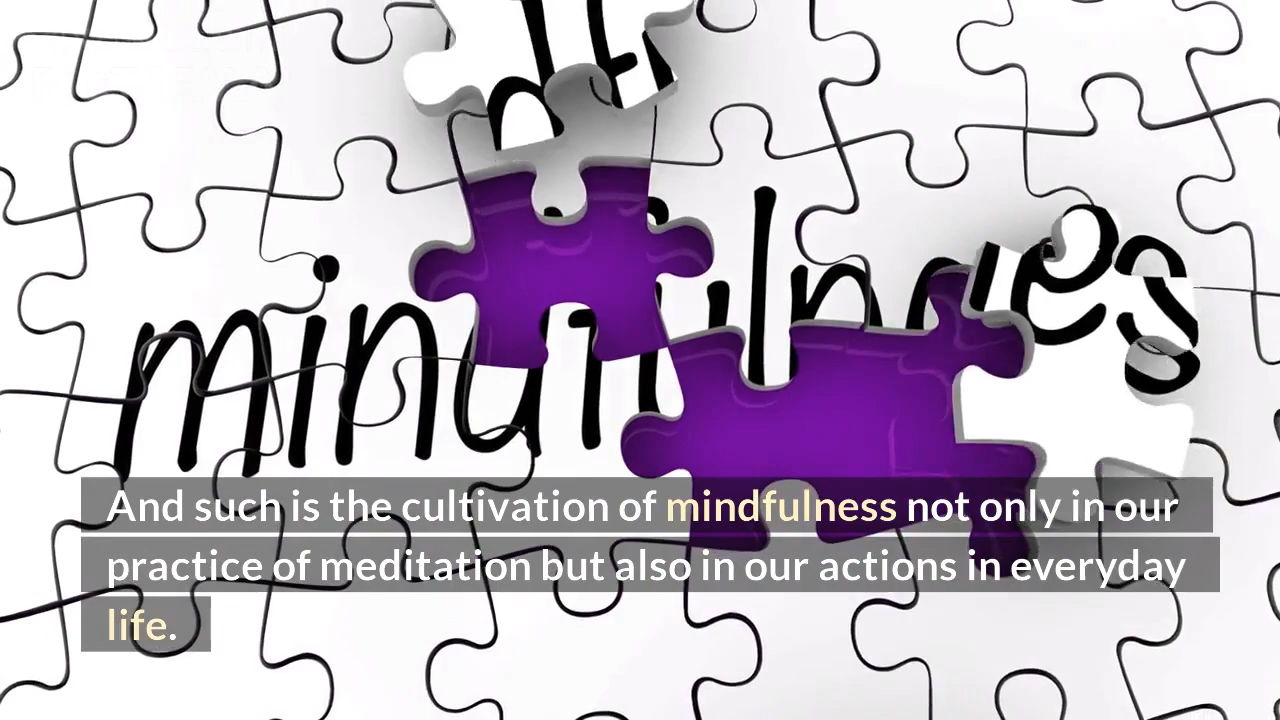 mindfulness
And such is the cultivation of mindfulness not only in our
practice of meditation but also in our actions in everyday
life.